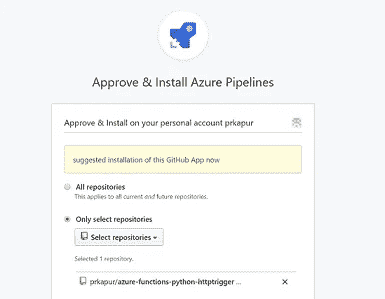 Approve & Install Azure Pipelines
Approve & Install on your personal account prkapur
suggested installation of this GitHub App now
All repositories
This applies to all current and future repositories.
Only select repositories
Select repositories
Selected 1 repository.
prkapur/azure-functions-python-httptrigger ...